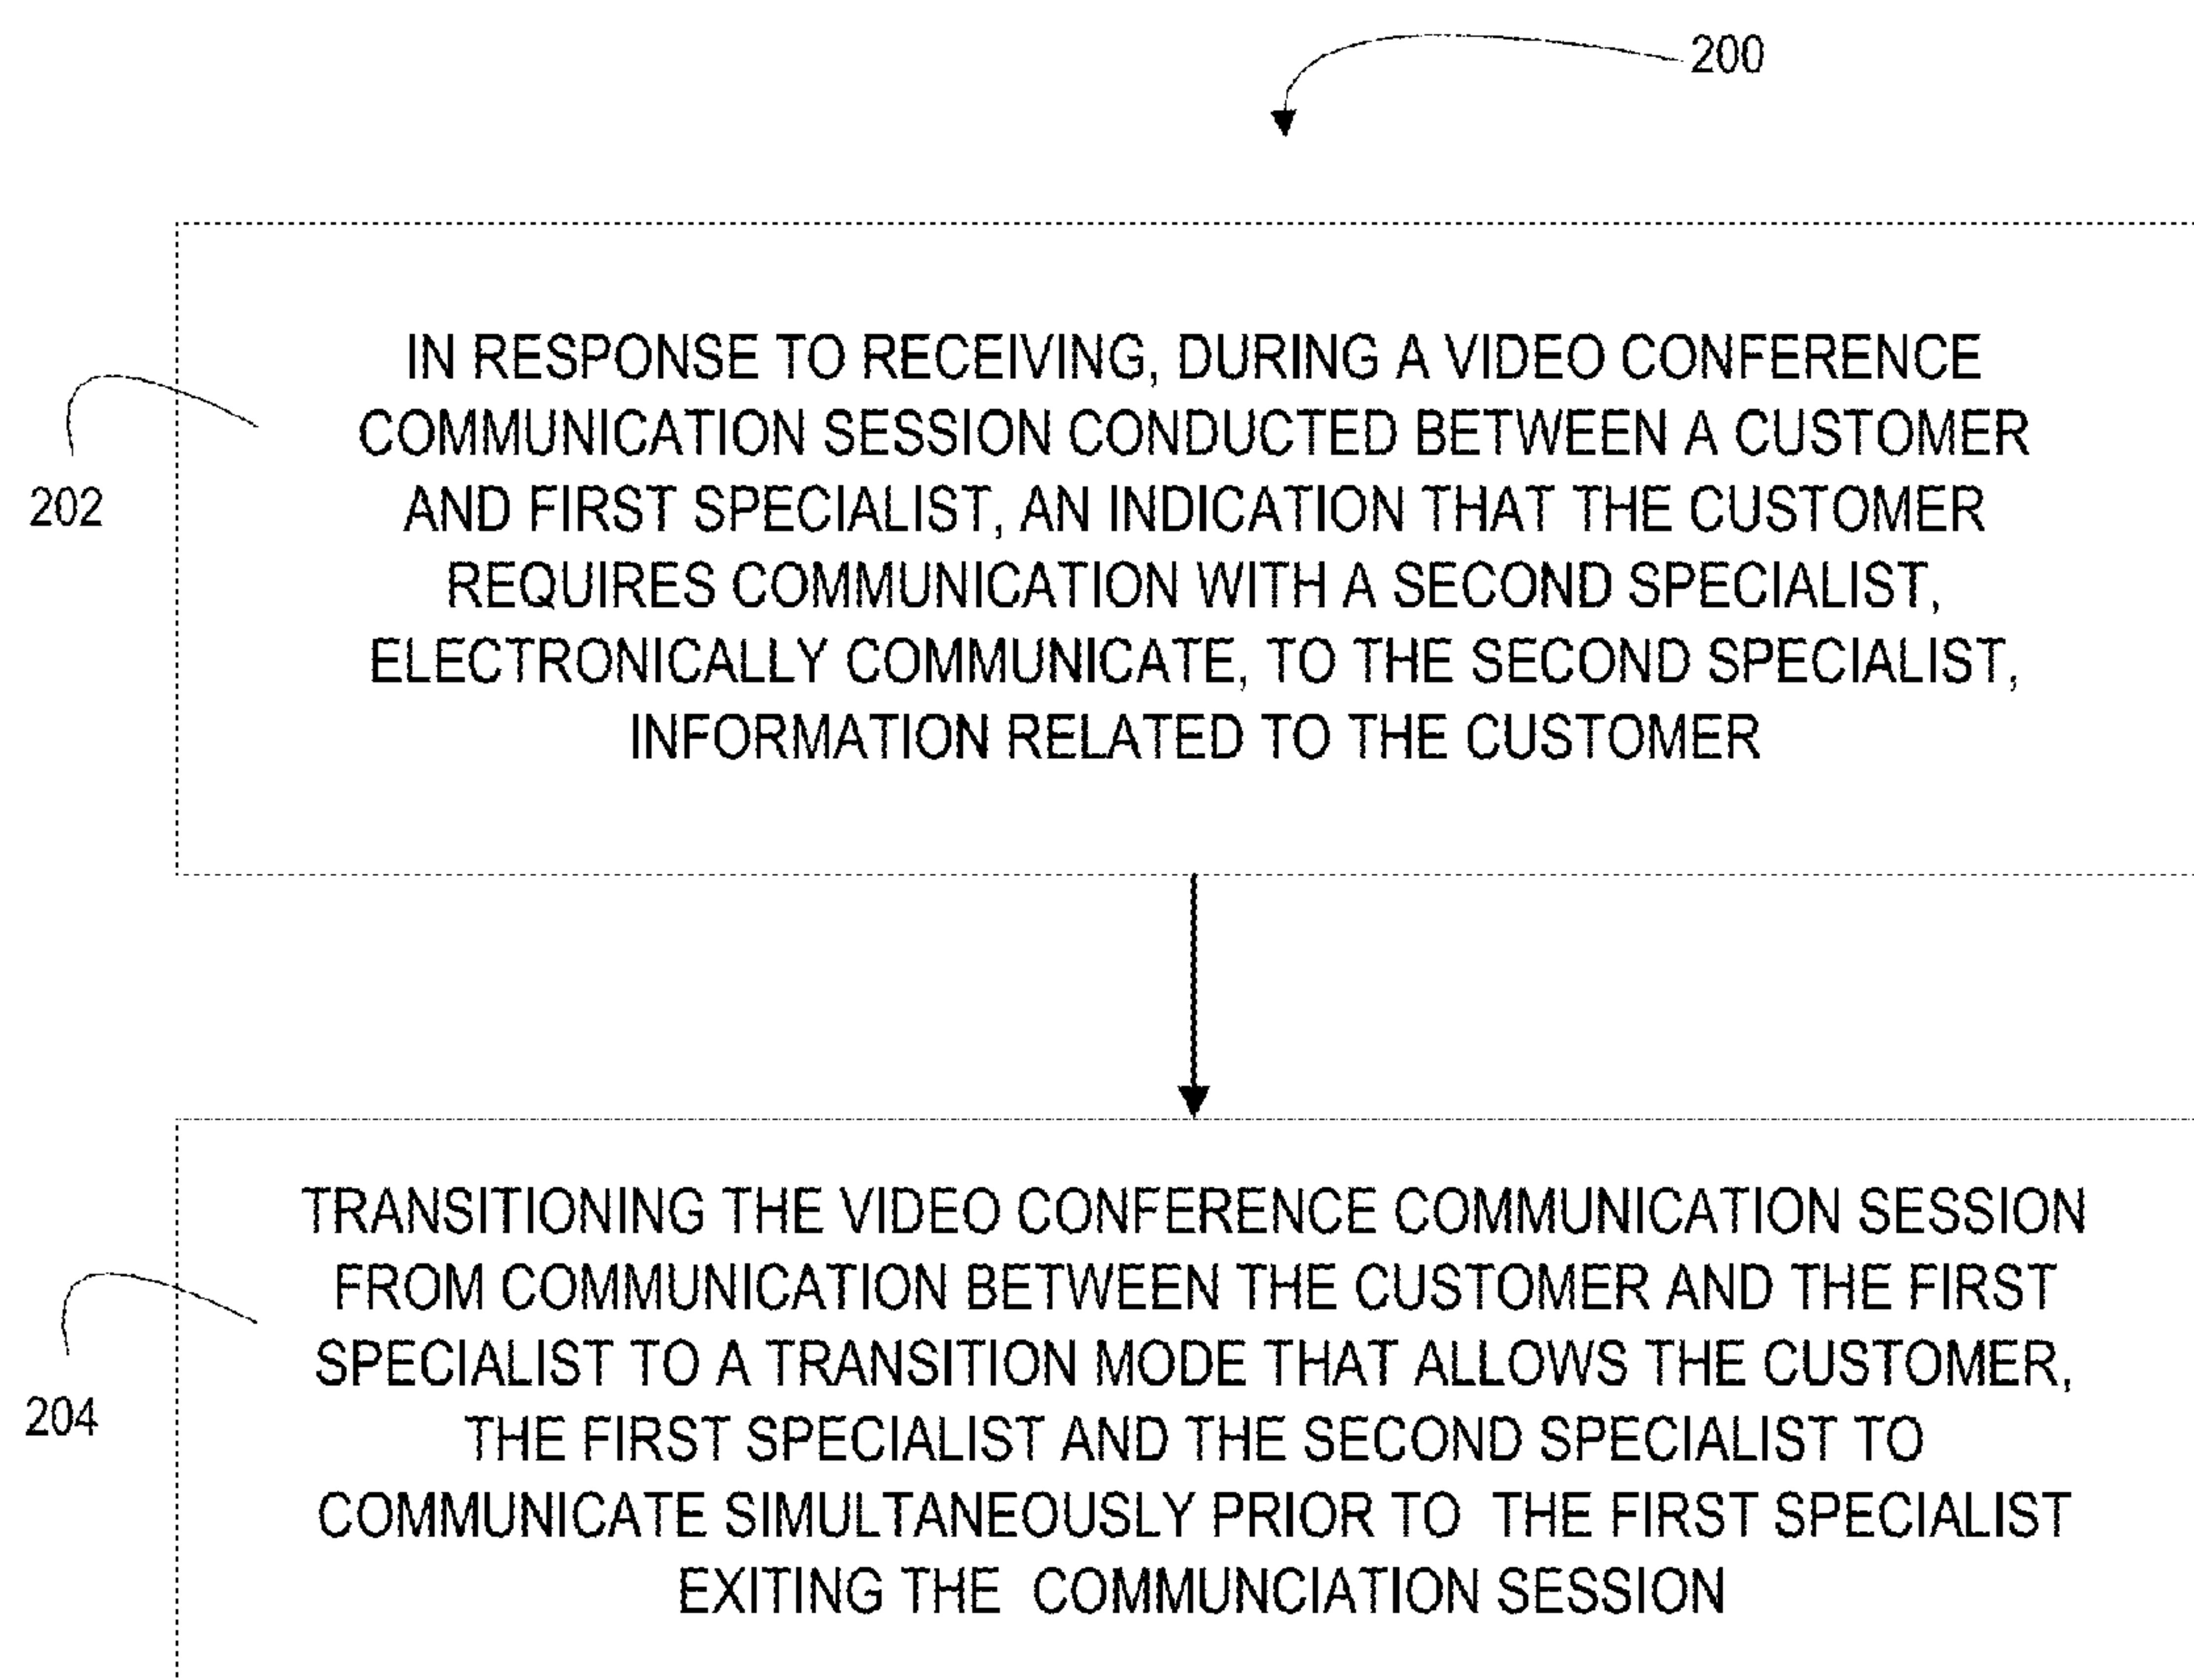 200
IN RESPONSE TO RECEIVING, DURING A VIDEO CONFERENCE
COMMUNICATION SESSION CONDUCTED BETWEEN A CUSTOMER
AND FIRST SPECIALIST, AN INDICATION THAT THE CUSTOMER
REQUIRES COMMUNICATION WITH A SECOND SPECIALIST,
ELECTRONICALLY COMMUNICATE, TO THE SECOND SPECIALIST,
INFORMATION RELATED TO THE CUSTOMER
202
TRANSITIONING THE VIDEO CONFERENCE COMMUNICATION SESSION
FROM COMMUNICATION BETWEEN THE CUSTOMER AND THE FIRST
SPECIALIST TO A TRANSITION MODE THAT ALLOWS THE CUSTOMER,
THE FIRST SPECIALIST AND THE SECOND SPECIALIST TO
COMMUNICATE SIMULTANEOUSLY PRIOR TO THE FIRST SPECIALIST
EXITING THE COMMUNCIATION SESSION
204